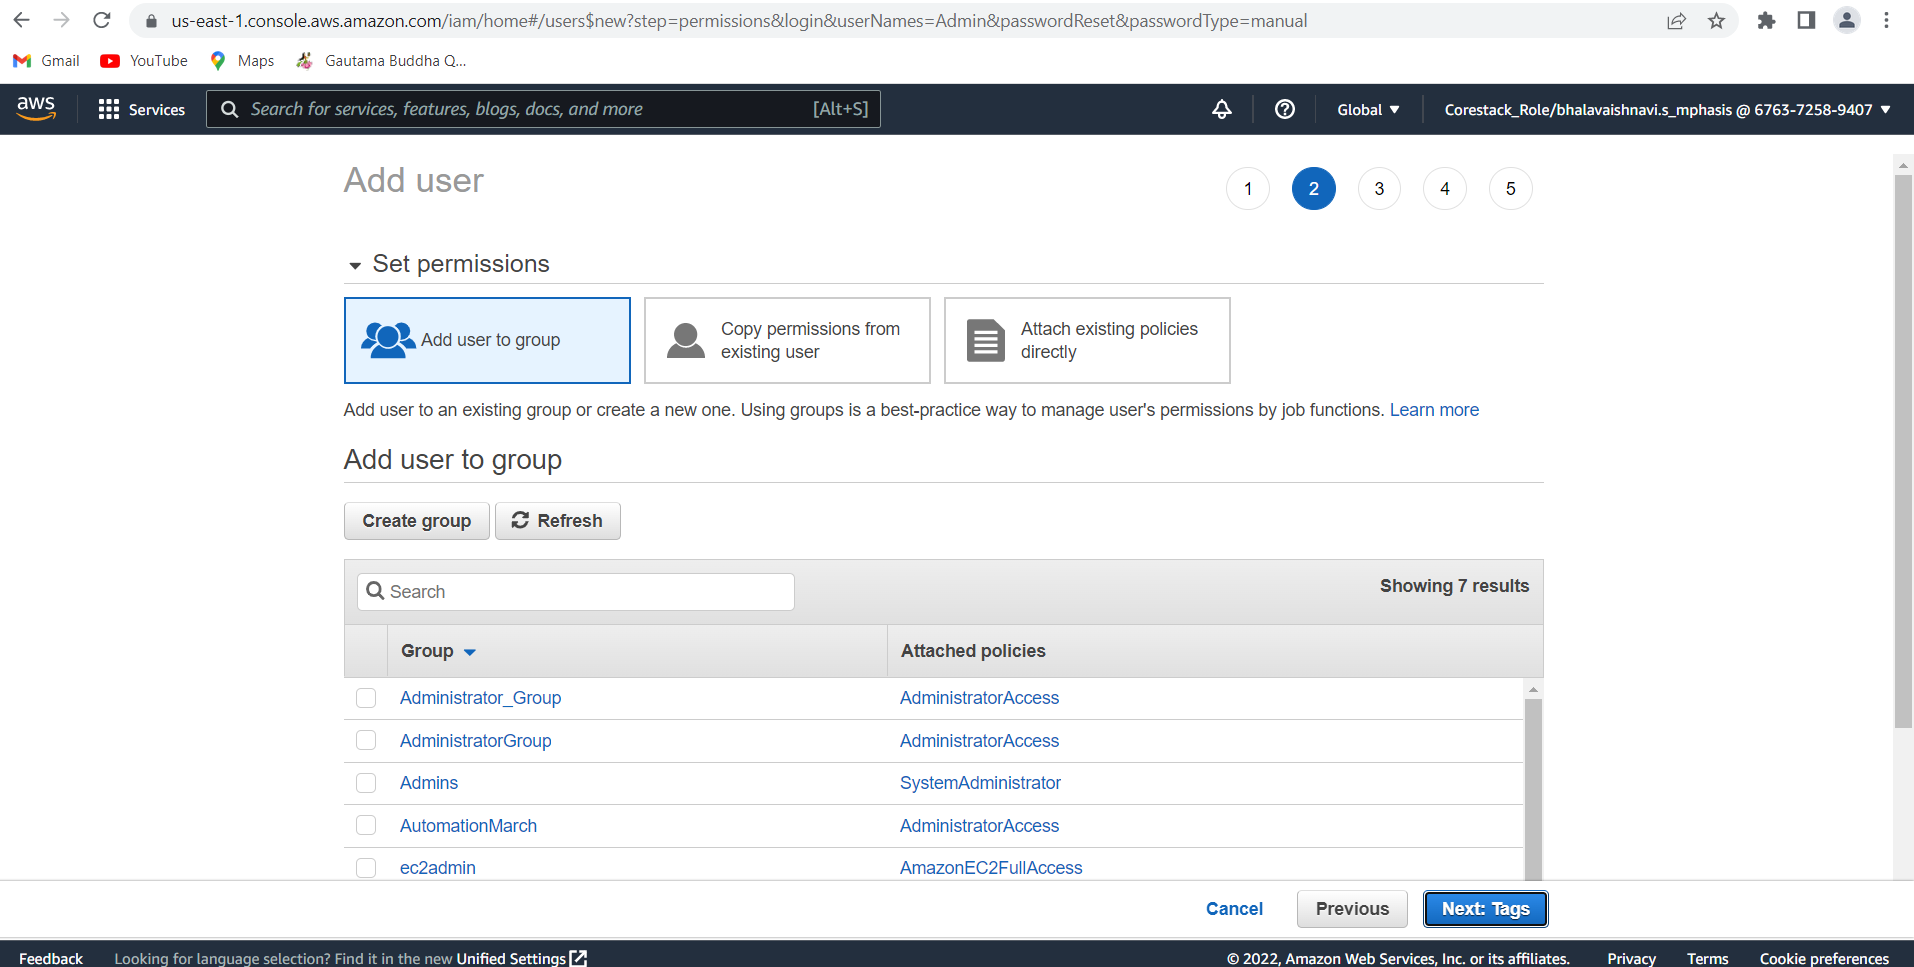 us-east-1.console.aws.amazon.com/iam/home#/users$new?step=permissions&login&userNames=Admin&passwordReset&passwordType=manual
Gmail YouTube Maps Gautama Buddha Q...
aws Services Search for services, features, blogs, docs, and more [Alt+S] Global Corestack_Role/bhalavaishnavi.s_mphasis @ 6763-7258-9407
Add user 1 2 3 4 5
Set permissions
Add user to group
Copy permissions from
existing user
Attach existing policies
directly
Add user to an existing group or create a new one. Using groups is a best-practice way to manage user's permissions by job functions. Learn more
Add user to group
Create group Refresh
Search Showing 7 results
Group Attached policies
Administrator_Group AdministratorAccess
AdministratorGroup AdministratorAccess
Admins SystemAdministrator
AutomationMarch AdministratorAccess
ec2admin AmazonEC2FullAccess
Cancel Previous Next: Tags
Feedback Looking for language selection? Find it in the new Unified Settings © 2022, Amazon Web Services, Inc. or its affiliates. Privacy Terms Cookie preferences